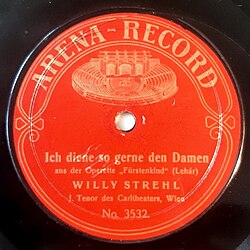 ARENA-RECORD
Ich diene so gerne den Damen
aus der Operette „Fürstenkind“ (Lehár)
WILLY STREHL
I. Tenor des Carltheaters, Wien
No. 3532